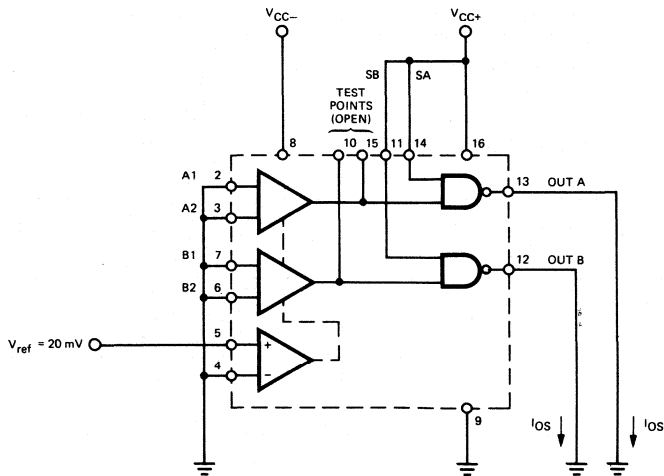 VCC−
VCC+
SB
SA
TEST
POINTS
(OPEN)
8
10
15
11
14
16
A1
2
13
OUT A
A2
3
B1
7
12
OUT B
B2
6
Vref = 20 mV
5
+
4
−
9
IOS
IOS